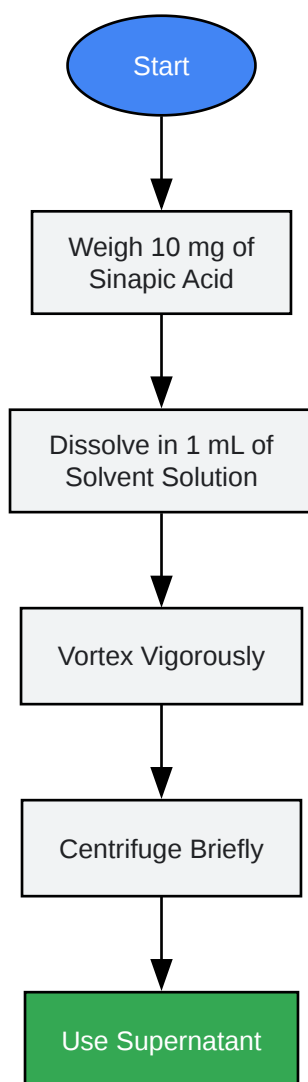 Start
Weigh 10 mg of
Sinapic Acid
Dissolve in 1 mL of
Solvent Solution
Vortex Vigorously
Centrifuge Briefly
Use Supernatant